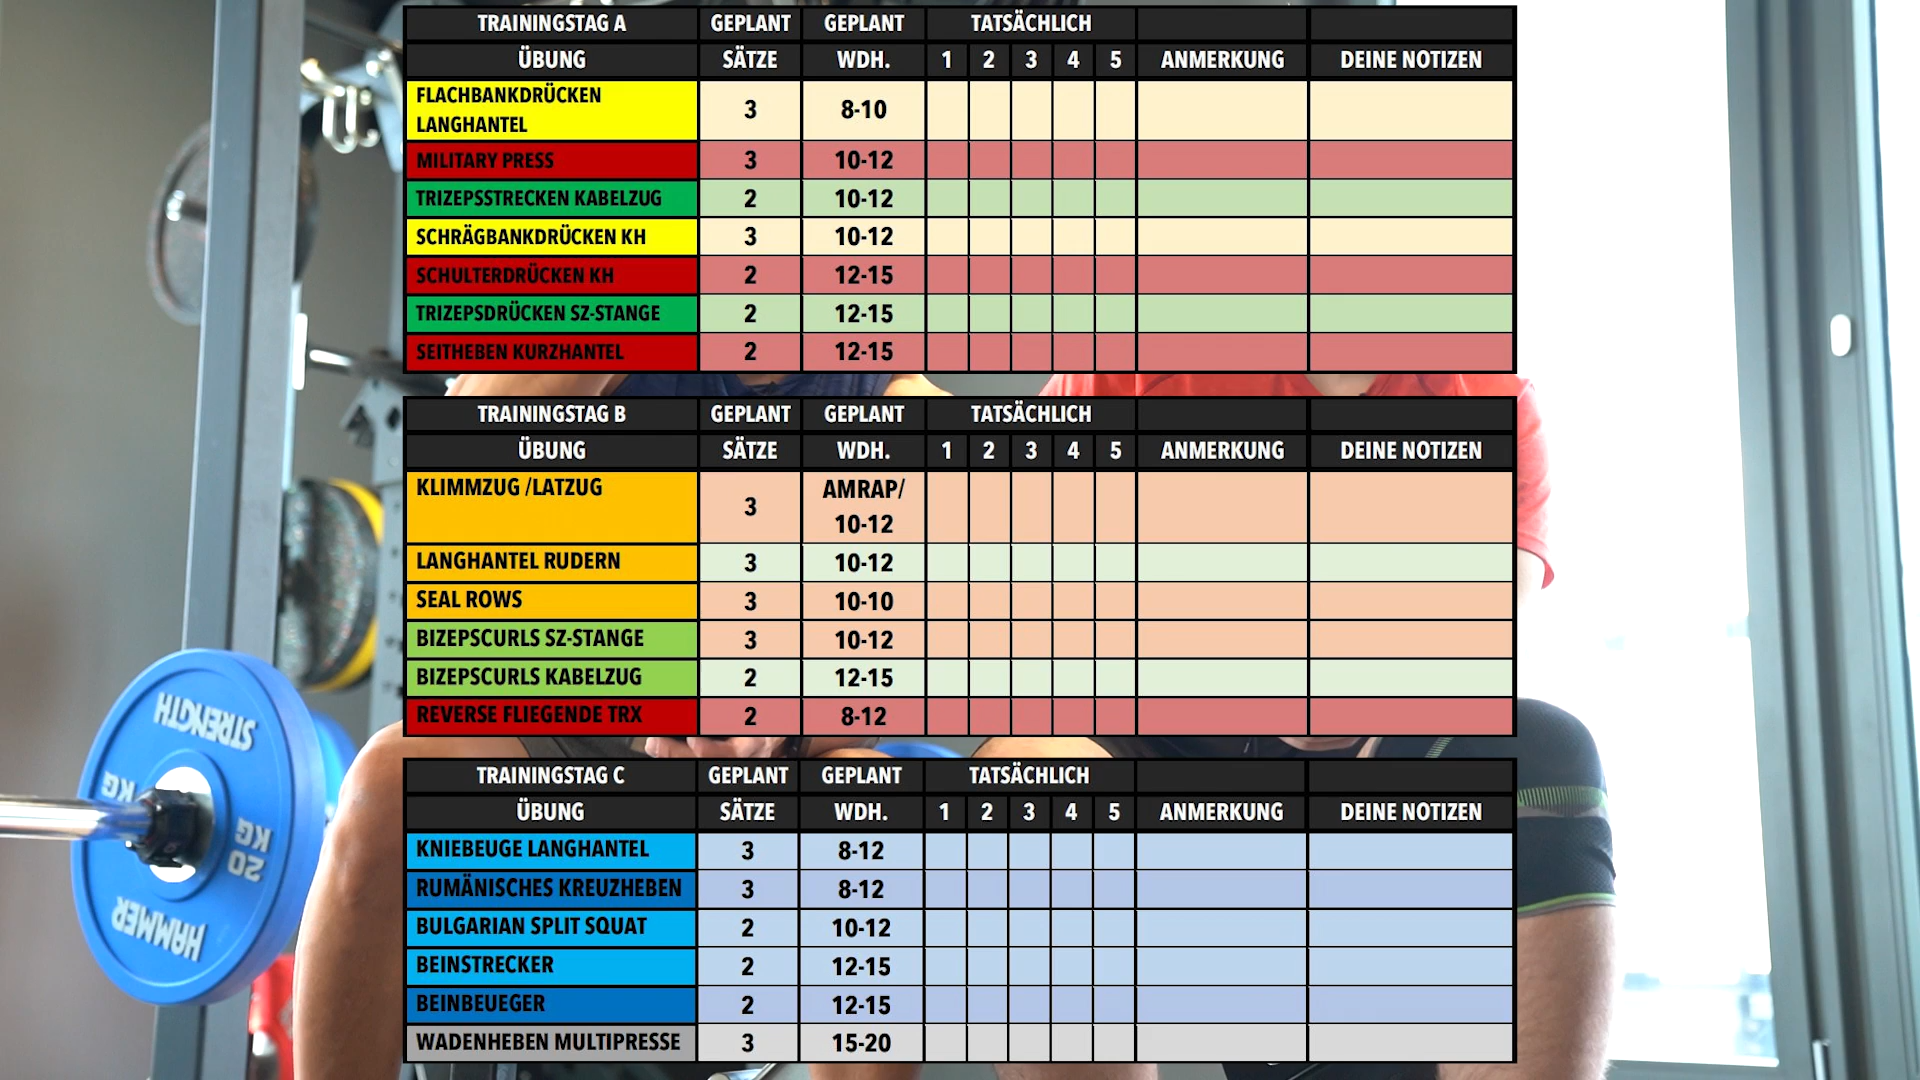 TRAININGSTAG A GEPLANT GEPLANT TATSÄCHLICH
ÜBUNG SÄTZE WDH. 1 2 3 4 5 ANMERKUNG DEINE NOTIZEN
FLACHBANKDRÜCKEN
LANGHANTEL 3 8-10
MILITARY PRESS 3 10-12
TRIZEPSSTRECKEN KABELZUG 2 10-12
SCHRÄGBANKDRÜCKEN KH 3 10-12
SCHULTERDRÜCKEN KH 2 12-15
TRIZEPSDRÜCKEN SZ-STANGE 2 12-15
SEITHEBEN KURZHANTEL 2 12-15
TRAININGSTAG B GEPLANT GEPLANT TATSÄCHLICH
ÜBUNG SÄTZE WDH. 1 2 3 4 5 ANMERKUNG DEINE NOTIZEN
KLIMMZUG /LATZUG 3 AMRAP/
10-12
LANGHANTEL RUDERN 3 10-12
SEAL ROWS 3 10-10
BIZEPSCURLS SZ-STANGE 3 10-12
BIZEPSCURLS KABELZUG 2 12-15
REVERSE FLIEGENDE TRX 2 8-12
TRAININGSTAG C GEPLANT GEPLANT TATSÄCHLICH
ÜBUNG SÄTZE WDH. 1 2 3 4 5 ANMERKUNG DEINE NOTIZEN
KNIEBEUGE LANGHANTEL 3 8-12
RUMÄNISCHES KREUZHEBEN 3 8-12
BULGARIAN SPLIT SQUAT 2 10-12
BEINSTRECKER 2 12-15
BEINBEUEGER 2 12-15
WADENHEBEN MULTIPRESSE 3 15-20
STRENGTH
KG
20
KG
HAMMER